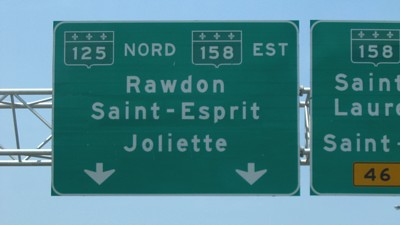 125 NORD 158 EST
Rawdon
Saint-Esprit
Joliette
158
Saint
Laure
Saint-
46